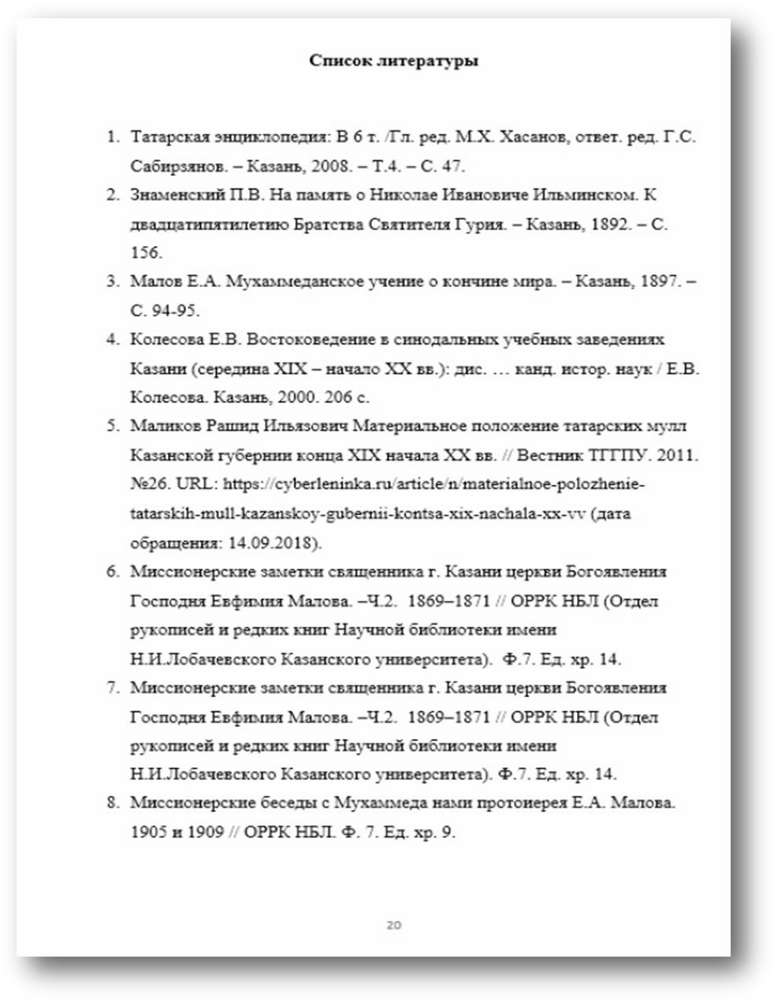 Список литературы
1. Татарская энциклопедия: В 6 т. /Гл. ред. М.Х. Хасанов, ответ. ред. Г.С.
Сабирзянов. – Казань, 2008. – Т.4. – С. 47.
2. Знаменский П.В. На память о Николае Ивановиче Ильминском. К
двадцатипятилетию Братства Святителя Гурия. – Казань, 1892. – С.
156.
3. Малов Е.А. Мухаммеданское учение о кончине мира. – Казань, 1897. –
С. 94-95.
4. Колесова Е.В. Востоковедение в синодальных учебных заведениях
Казани (середина XIX – начало XX вв.): дис. … канд. истор. наук / Е.В.
Колесова. Казань, 2000. 206 с.
5. Маликов Рашид Ильязович Материальное положение татарских мулл
Казанской губернии конца XIX начала XX вв. // Вестник ТГГПУ. 2011.
№26. URL: https://cyberleninka.ru/article/n/materialnoe-polozhenie-
tatarskih-mull-kazanskoy-gubernii-kontsa-xix-nachala-xx-vv (дата
обращения: 14.09.2018).
6. Миссионерские заметки священника г. Казани церкви Богоявления
Господня Евфимия Малова. –Ч.2. 1869–1871 // ОРРК НБЛ (Отдел
рукописей и редких книг Научной библиотеки имени
Н.И.Лобачевского Казанского университета). Ф.7. Ед. хр. 14.
7. Миссионерские заметки священника г. Казани церкви Богоявления
Господня Евфимия Малова. –Ч.2. 1869–1871 // ОРРК НБЛ (Отдел
рукописей и редких книг Научной библиотеки имени
Н.И.Лобачевского Казанского университета). Ф.7. Ед. хр. 14.
8. Миссионерские беседы с Мухаммеда нами протоиерея Е.А. Малова.
1905 и 1909 // ОРРК НБЛ. Ф. 7. Ед. хр. 9.
20